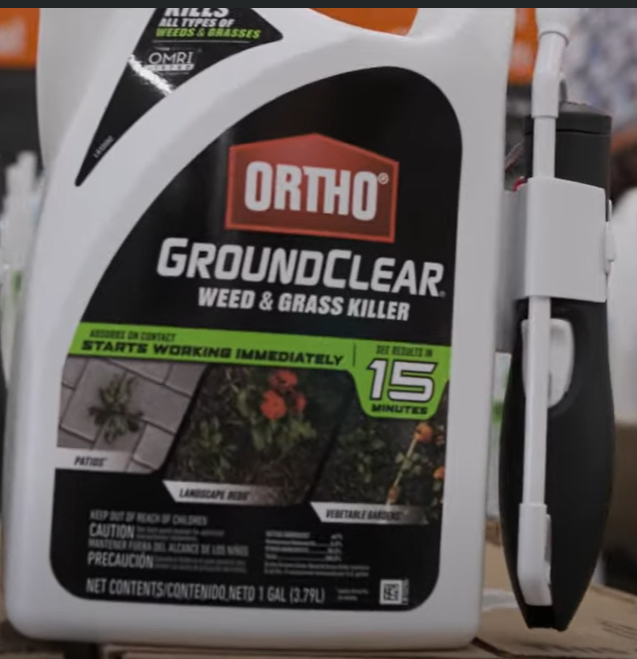 KILLS
ALL TYPES OF
WEEDS & GRASSES
OMRI
LISTED
ORTHO®
GROUNDCLEAR®
WEED & GRASS KILLER
ABSORBS ON CONTACT
STARTS WORKING IMMEDIATELY
SEE RESULTS IN
15
MINUTES
PATIOS
LANDSCAPE BEDS
VEGETABLE GARDENS
KEEP OUT OF REACH OF CHILDREN
CAUTION
MANTENER FUERA DEL ALCANCE DE LOS NIÑOS
PRECAUCIÓN
NET CONTENTS/CONTENIDO NETO 1 GAL (3.79L)